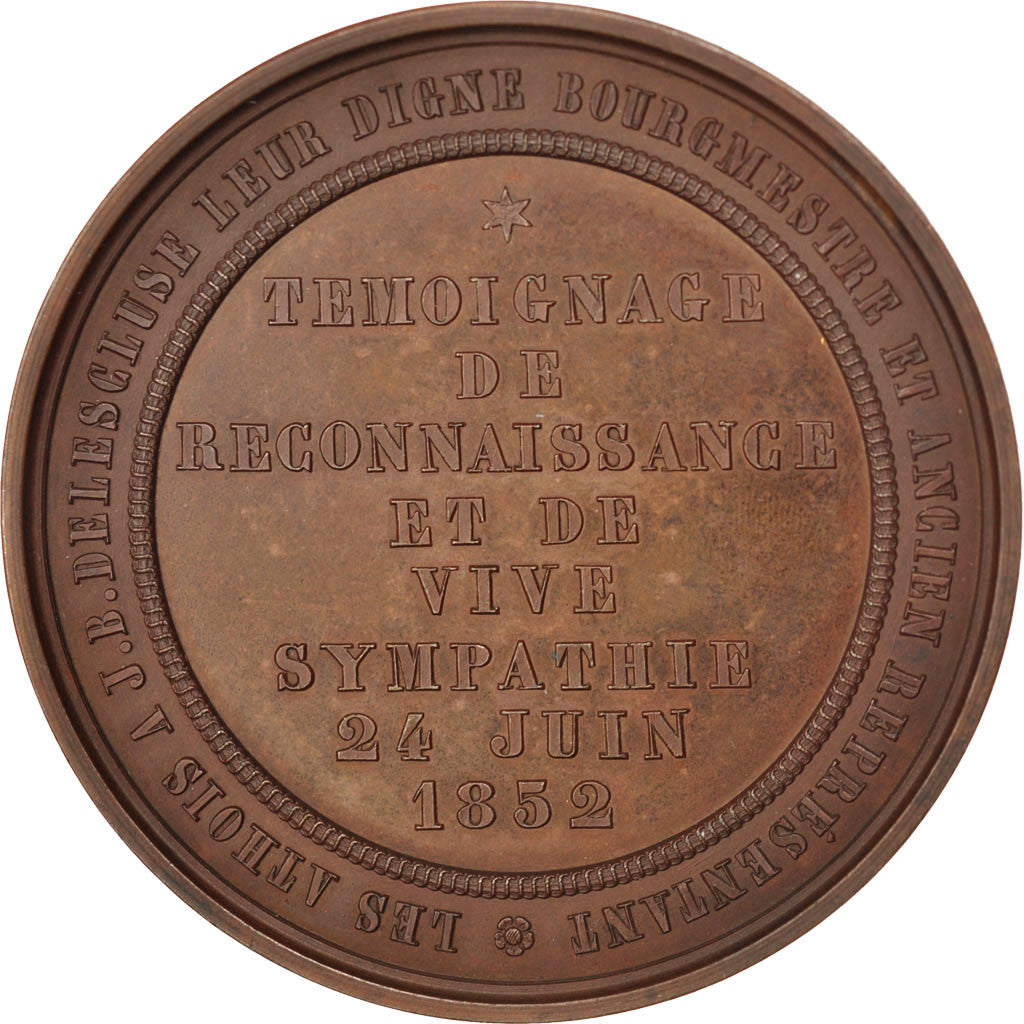 LES ATHOIS A J.B.DELESCLUSE LEUR DIGNE BOURGMESTRE ET ANCIEN REPRÉSENTANT
TEMOIGNAGE
DE
RECONNAISSANCE
ET DE
VIVE
SYMPATHIE
24 JUIN
1852